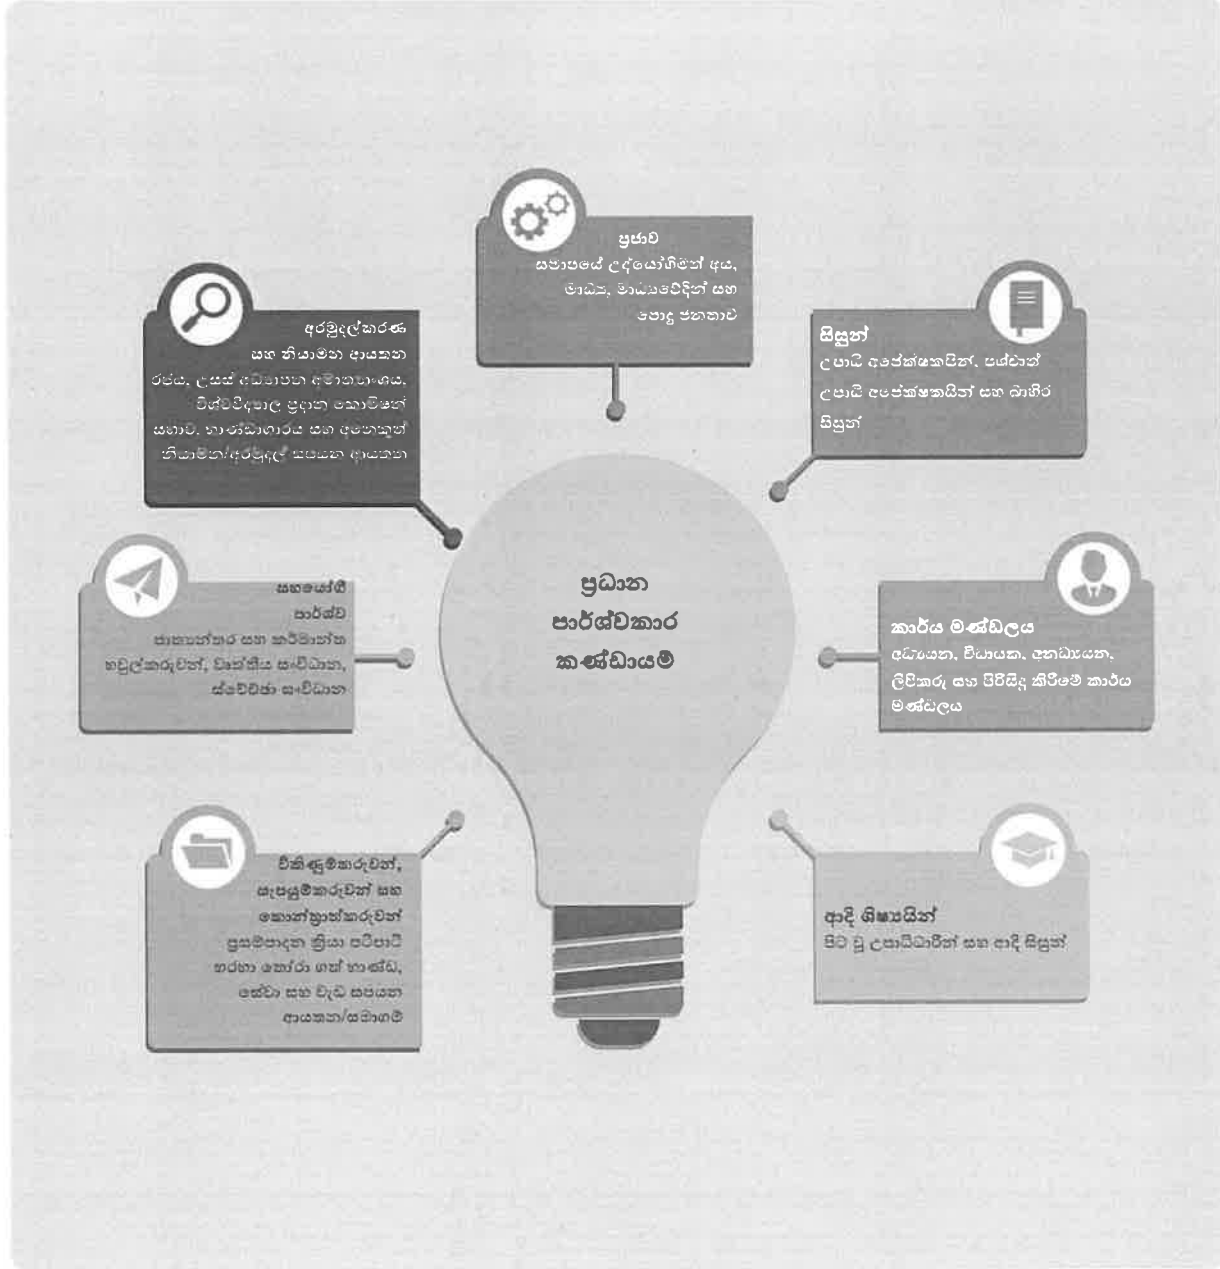 ප්‍රජාව
සමාජයේ උද්යෝගිමත් අය,
මාධ්‍ය, මාධ්‍යවේදීන් සහ
පොදු ජනතාව
අරමුදල්කරණ
සහ නියාමන ආයතන
රජය, උසස් අධ්‍යාපන අමාත්‍යාංශය,
විශ්වවිද්‍යාල ප්‍රදාන කොමිෂන්
සභාව, භාණ්ඩාගාරය සහ අනෙකුත්
නියාමන/අරමුදල් සපයන ආයතන
සිසුන්
උපාධි අපේක්ෂකයින්, පශ්චාත්
උපාධි අපේක්ෂකයින් සහ බාහිර
සිසුන්
ප්‍රධාන
පාර්ශ්වකාර
කණ්ඩායම්
සහයෝගී
පාර්ශ්ව
ජාත්‍යන්තර සහ කර්මාන්ත
හවුල්කරුවන්, වෘත්තීය සංවිධාන,
ස්වේච්ඡා සංවිධාන
කාර්ය මණ්ඩලය
අධ්‍යයන, විධායක, අනධ්‍යයන,
ලිපිකරු සහ පිරිසිදු කිරීමේ කාර්ය
මණ්ඩලය
විකිණුම්කරුවන්,
සැපයුම්කරුවන් සහ
කොන්ත්‍රාත්කරුවන්
ප්‍රසම්පාදන ක්‍රියා පටිපාටි
හරහා තෝරා ගත් භාණ්ඩ,
සේවා සහ වැඩ සපයන
ආයතන/සමාගම්
ආදි ශිෂ්‍යයින්
පිට වූ උපාධිධාරීන් සහ ආදි සිසුන්